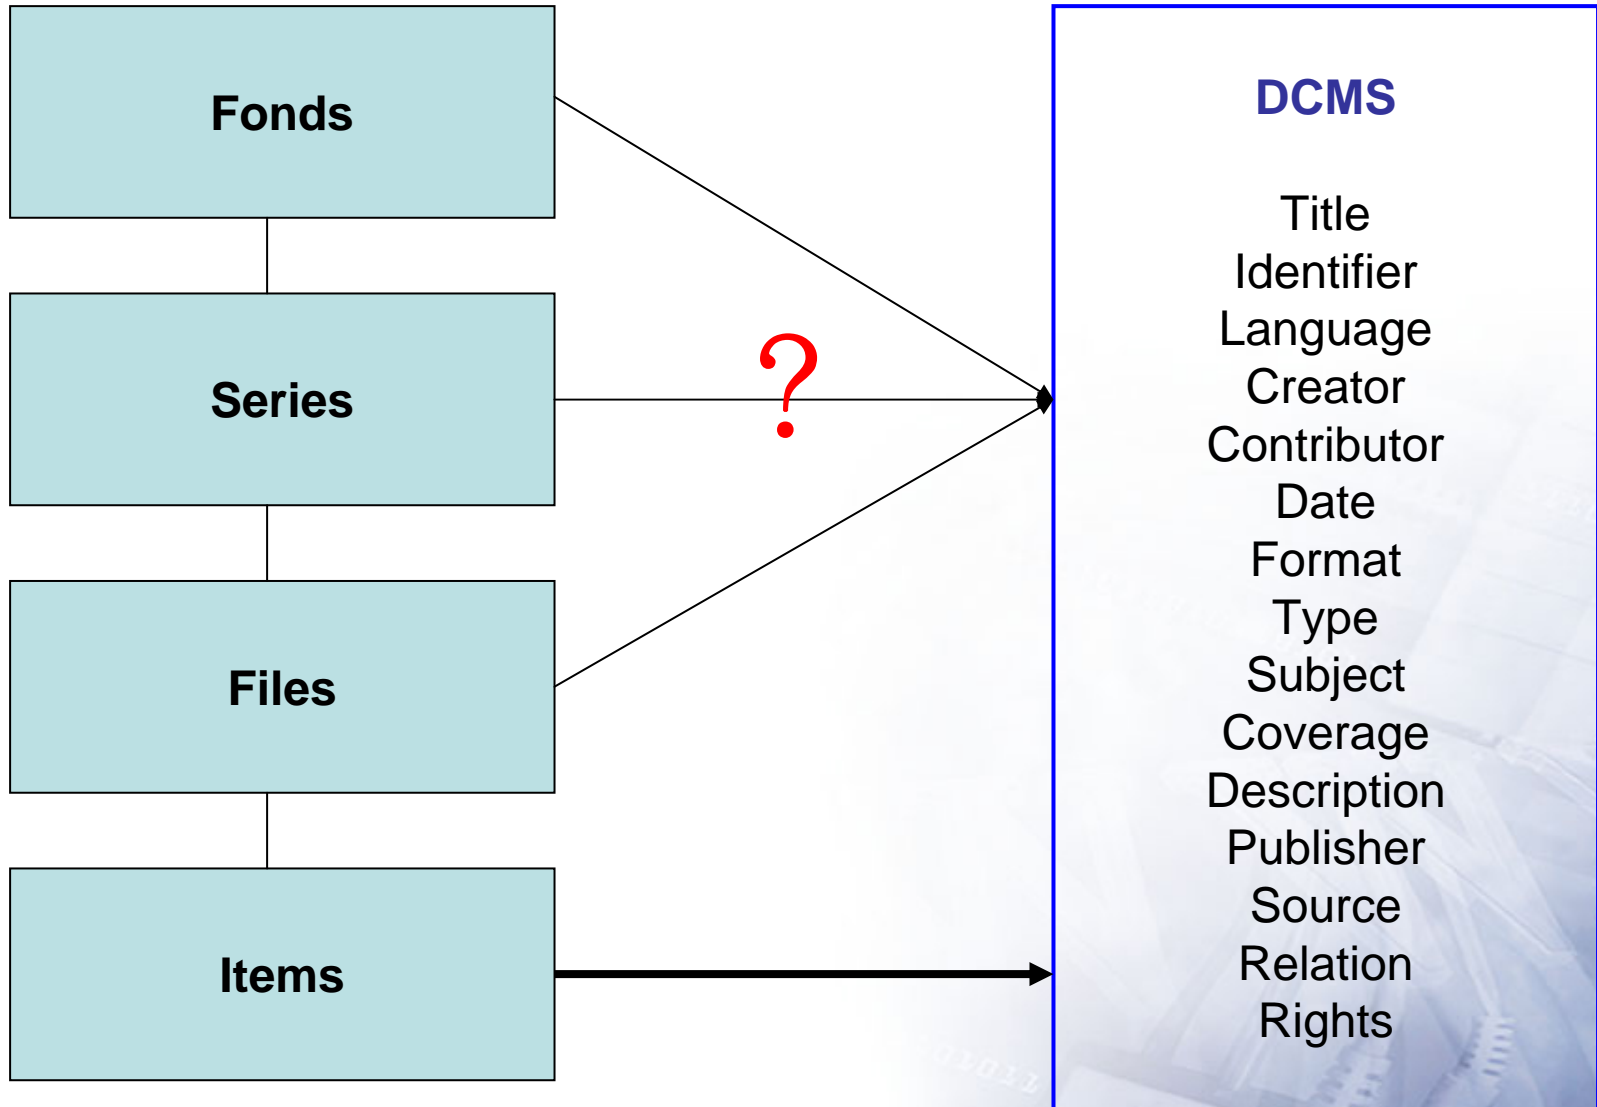 Fonds
Series
Files
Items
?
DCMS
Title
Identifier
Language
Creator
Contributor
Date
Format
Type
Subject
Coverage
Description
Publisher
Source
Relation
Rights